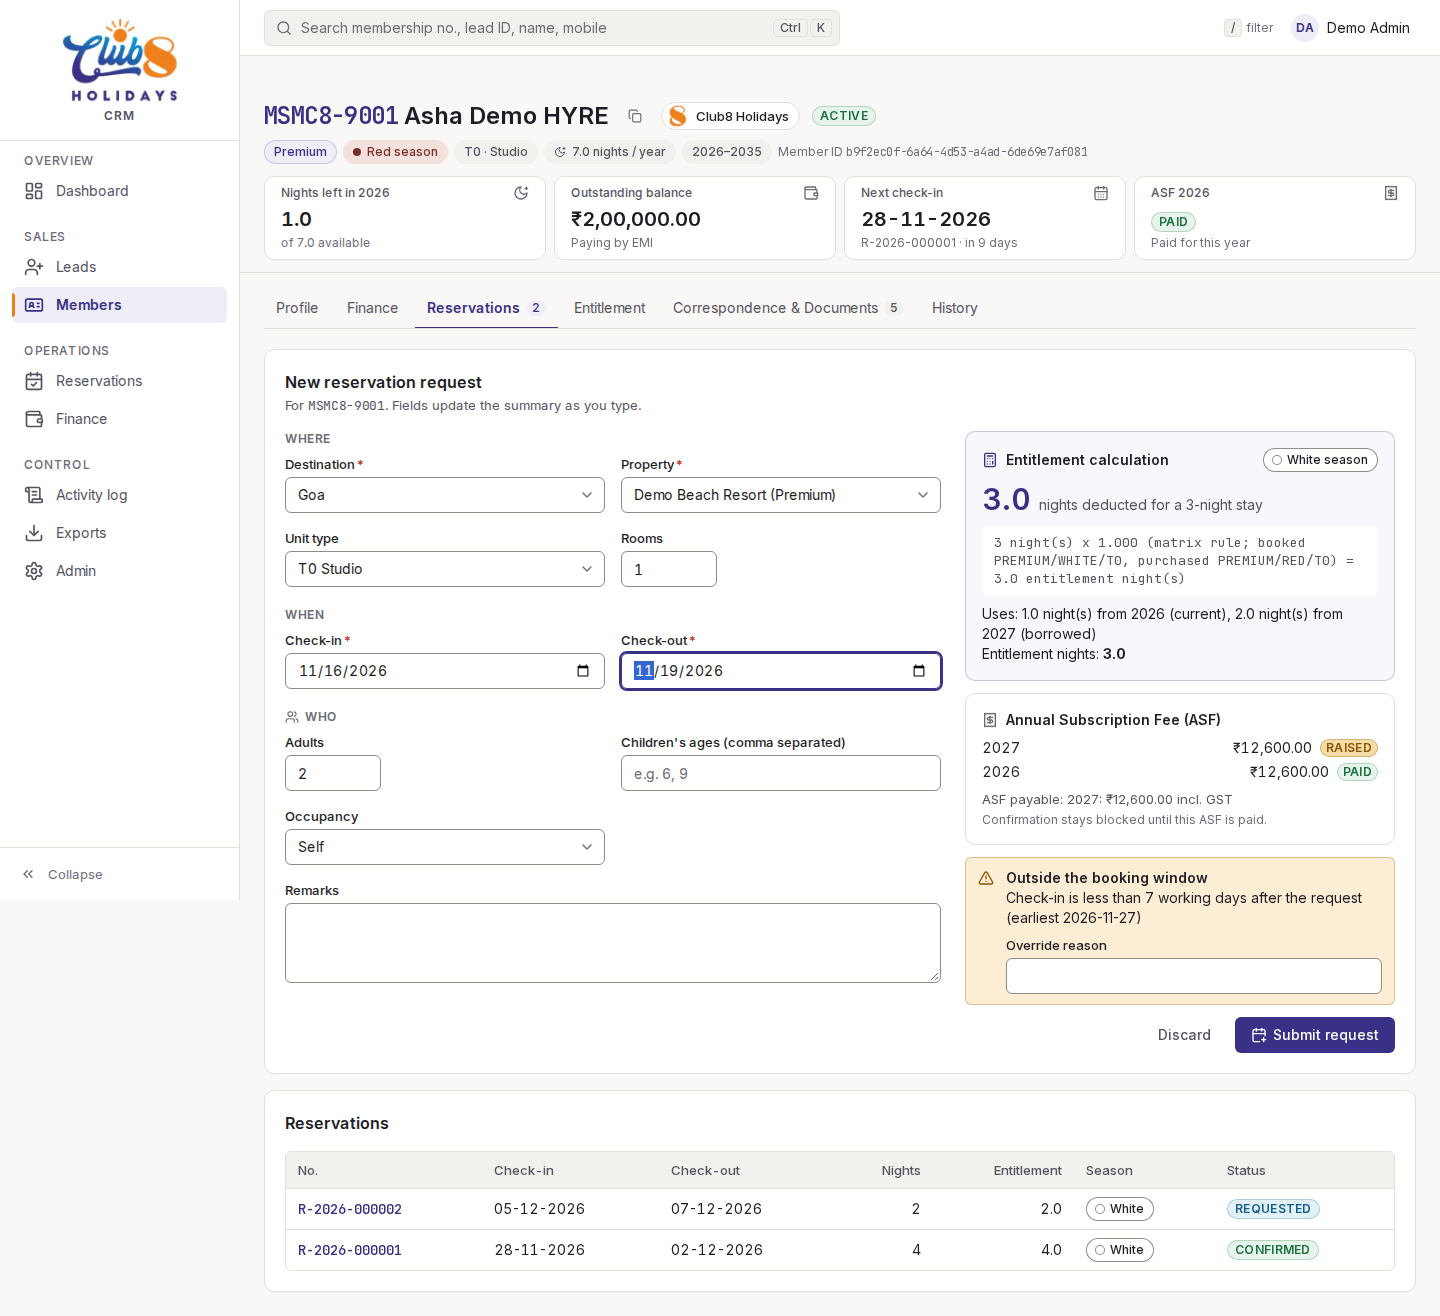 Club8
HOLIDAYS
CRM
OVERVIEW
Dashboard
SALES
Leads
Members
OPERATIONS
Reservations
Finance
CONTROL
Activity log
Exports
Admin
Collapse
Search membership no., lead ID, name, mobile
Ctrl K
/ filter
DA Demo Admin
MSMC8-9001 Asha Demo HYRE
Club8 Holidays
ACTIVE
Premium
Red season
T0 · Studio
7.0 nights / year
2026–2035
Member ID b9f2ec0f-6a64-4d53-a4ad-6de69e7af081
Nights left in 2026
1.0
of 7.0 available
Outstanding balance
₹2,00,000.00
Paying by EMI
Next check-in
28-11-2026
R-2026-000001 · in 9 days
ASF 2026
PAID
Paid for this year
Profile
Finance
Reservations 2
Entitlement
Correspondence & Documents 5
History
New reservation request
For MSMC8-9001. Fields update the summary as you type.
WHERE
Destination*
Goa
Property*
Demo Beach Resort (Premium)
Unit type
T0 Studio
Rooms
1
WHEN
Check-in*
11/16/2026
Check-out*
11/19/2026
WHO
Adults
2
Children's ages (comma separated)
e.g. 6, 9
Occupancy
Self
Remarks
Entitlement calculation
White season
3.0 nights deducted for a 3-night stay
3 night(s) x 1.000 (matrix rule; booked
PREMIUM/WHITE/T0, purchased PREMIUM/RED/T0) =
3.0 entitlement night(s)
Uses: 1.0 night(s) from 2026 (current), 2.0 night(s) from
2027 (borrowed)
Entitlement nights: 3.0
Annual Subscription Fee (ASF)
2027 ₹12,600.00 RAISED
2026 ₹12,600.00 PAID
ASF payable: 2027: ₹12,600.00 incl. GST
Confirmation stays blocked until this ASF is paid.
Outside the booking window
Check-in is less than 7 working days after the request
(earliest 2026-11-27)
Override reason
Discard
Submit request
Reservations
No. Check-in Check-out Nights Entitlement Season Status
R-2026-000002 05-12-2026 07-12-2026 2 2.0 White REQUESTED
R-2026-000001 28-11-2026 02-12-2026 4 4.0 White CONFIRMED